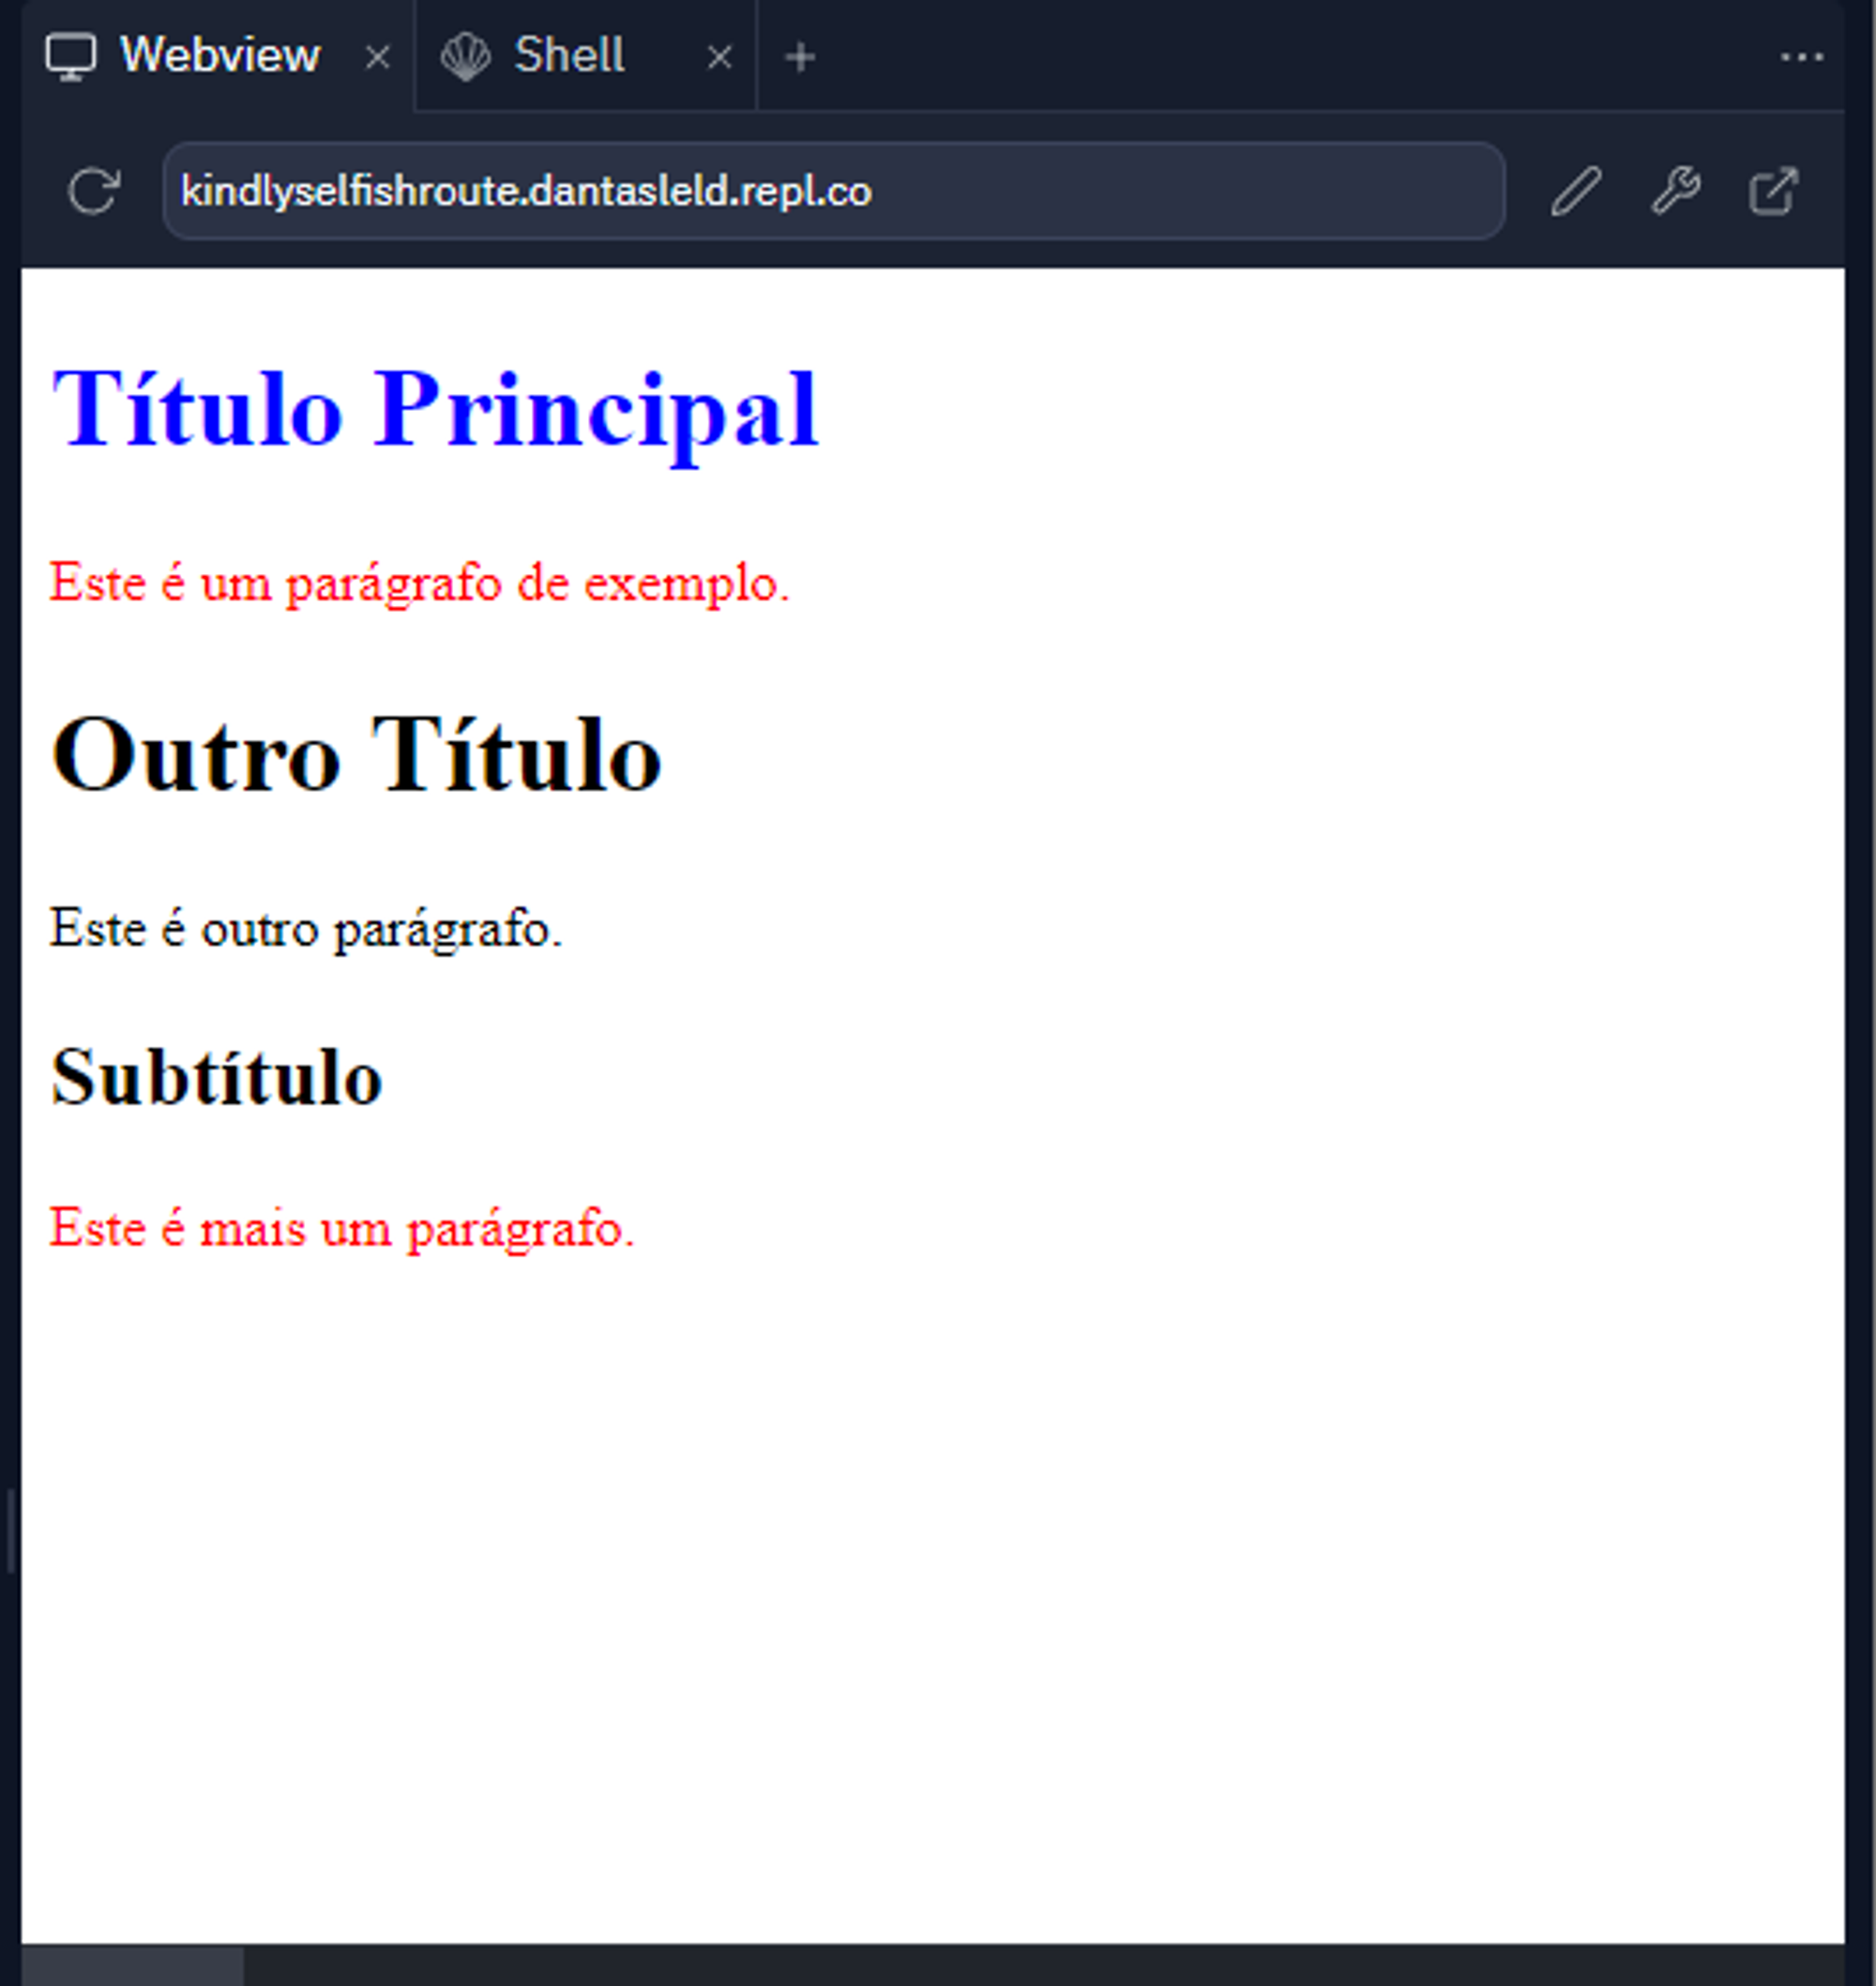 Webview
Shell
kindlyselfishroute.dantasleld.repl.co
Título Principal
Este é um parágrafo de exemplo.
Outro Título
Este é outro parágrafo.
Subtítulo
Este é mais um parágrafo.